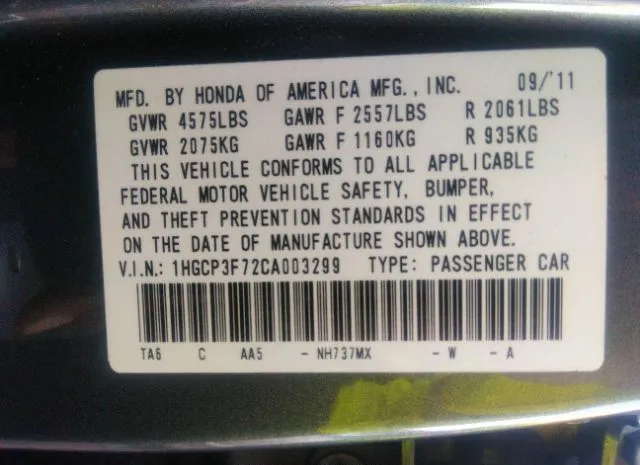 MFD. BY HONDA OF AMERICA MFG., INC. 09/'11
GVWR 4575LBS GAWR F 2557LBS R 2061LBS
GVWR 2075KG GAWR F 1160KG R 935KG
THIS VEHICLE CONFORMS TO ALL APPLICABLE
FEDERAL MOTOR VEHICLE SAFETY, BUMPER,
AND THEFT PREVENTION STANDARDS IN EFFECT
ON THE DATE OF MANUFACTURE SHOWN ABOVE.
V.I.N.: 1HGCP3F72CA003299 TYPE: PASSENGER CAR
TA6 C AA5 - NH737MX - W - A